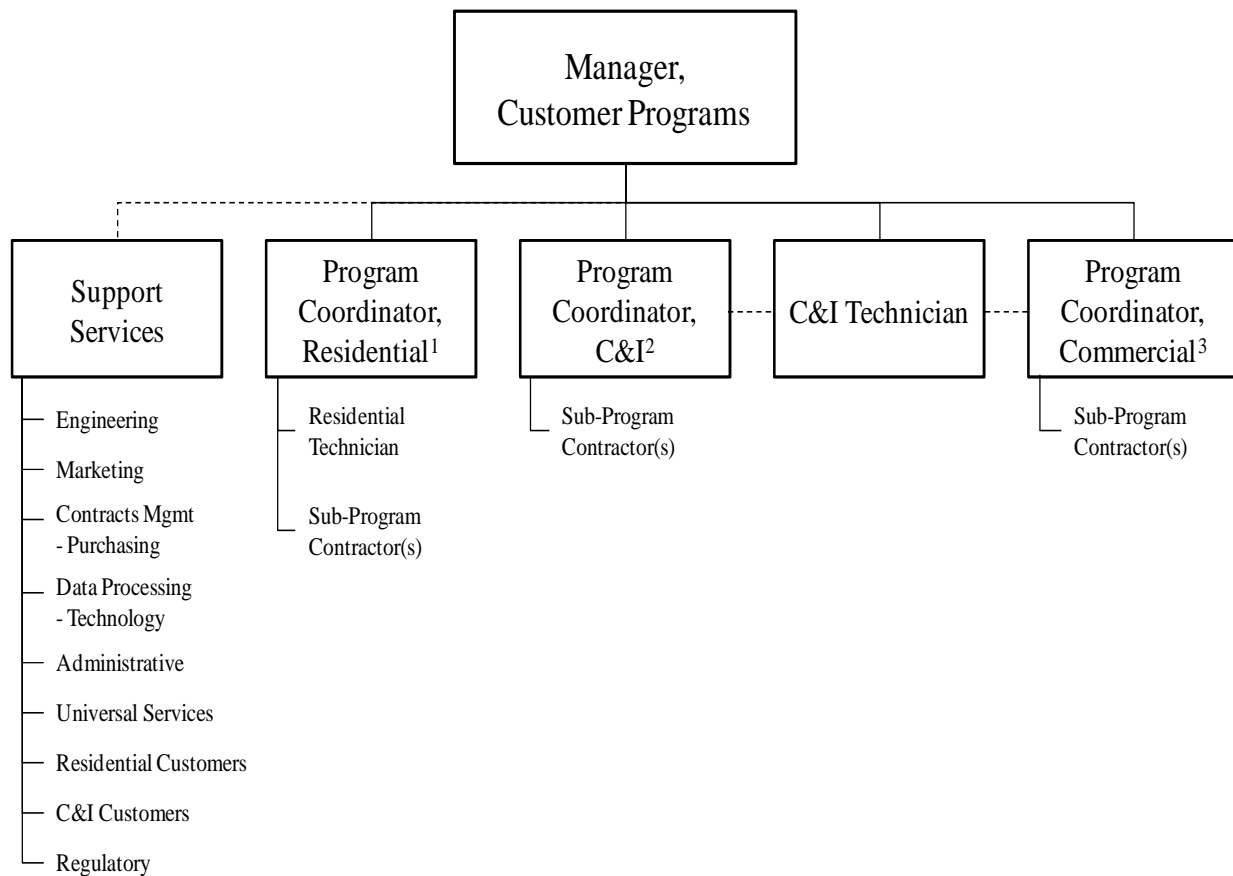 Manager,
Customer Programs
Support
Services
Program
Coordinator,
Residential¹
Program
Coordinator,
C&I²
C&I Technician
Program
Coordinator,
Commercial³
Engineering
Marketing
Contracts Mgmt
- Purchasing
Data Processing
- Technology
Administrative
Universal Services
Residential Customers
C&I Customers
Regulatory
Residential
Technician
Sub-Program
Contractor(s)
Sub-Program
Contractor(s)
Sub-Program
Contractor(s)